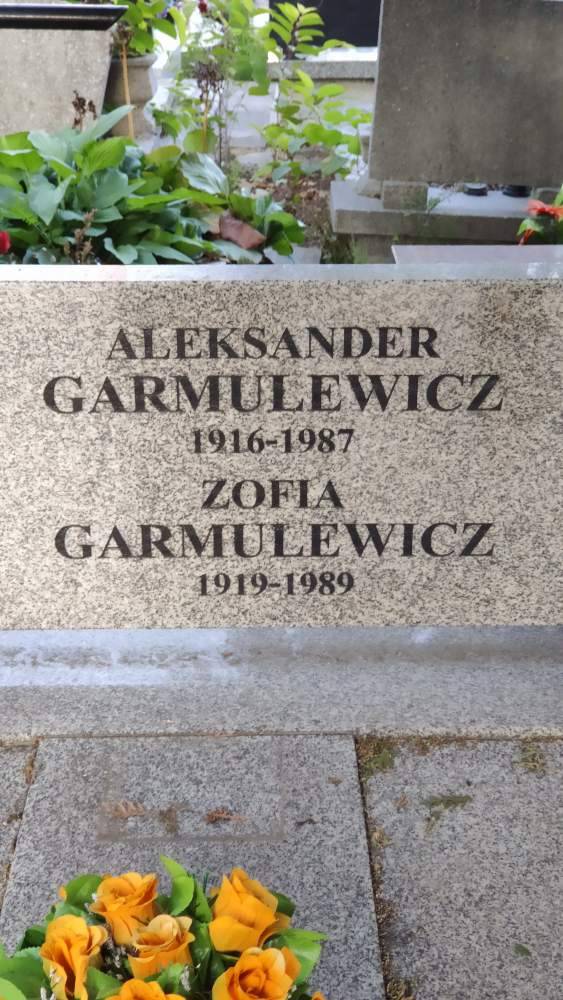 ALEKSANDER
GARMULEWICZ
1916-1987
ZOFIA
GARMULEWICZ
1919-1989